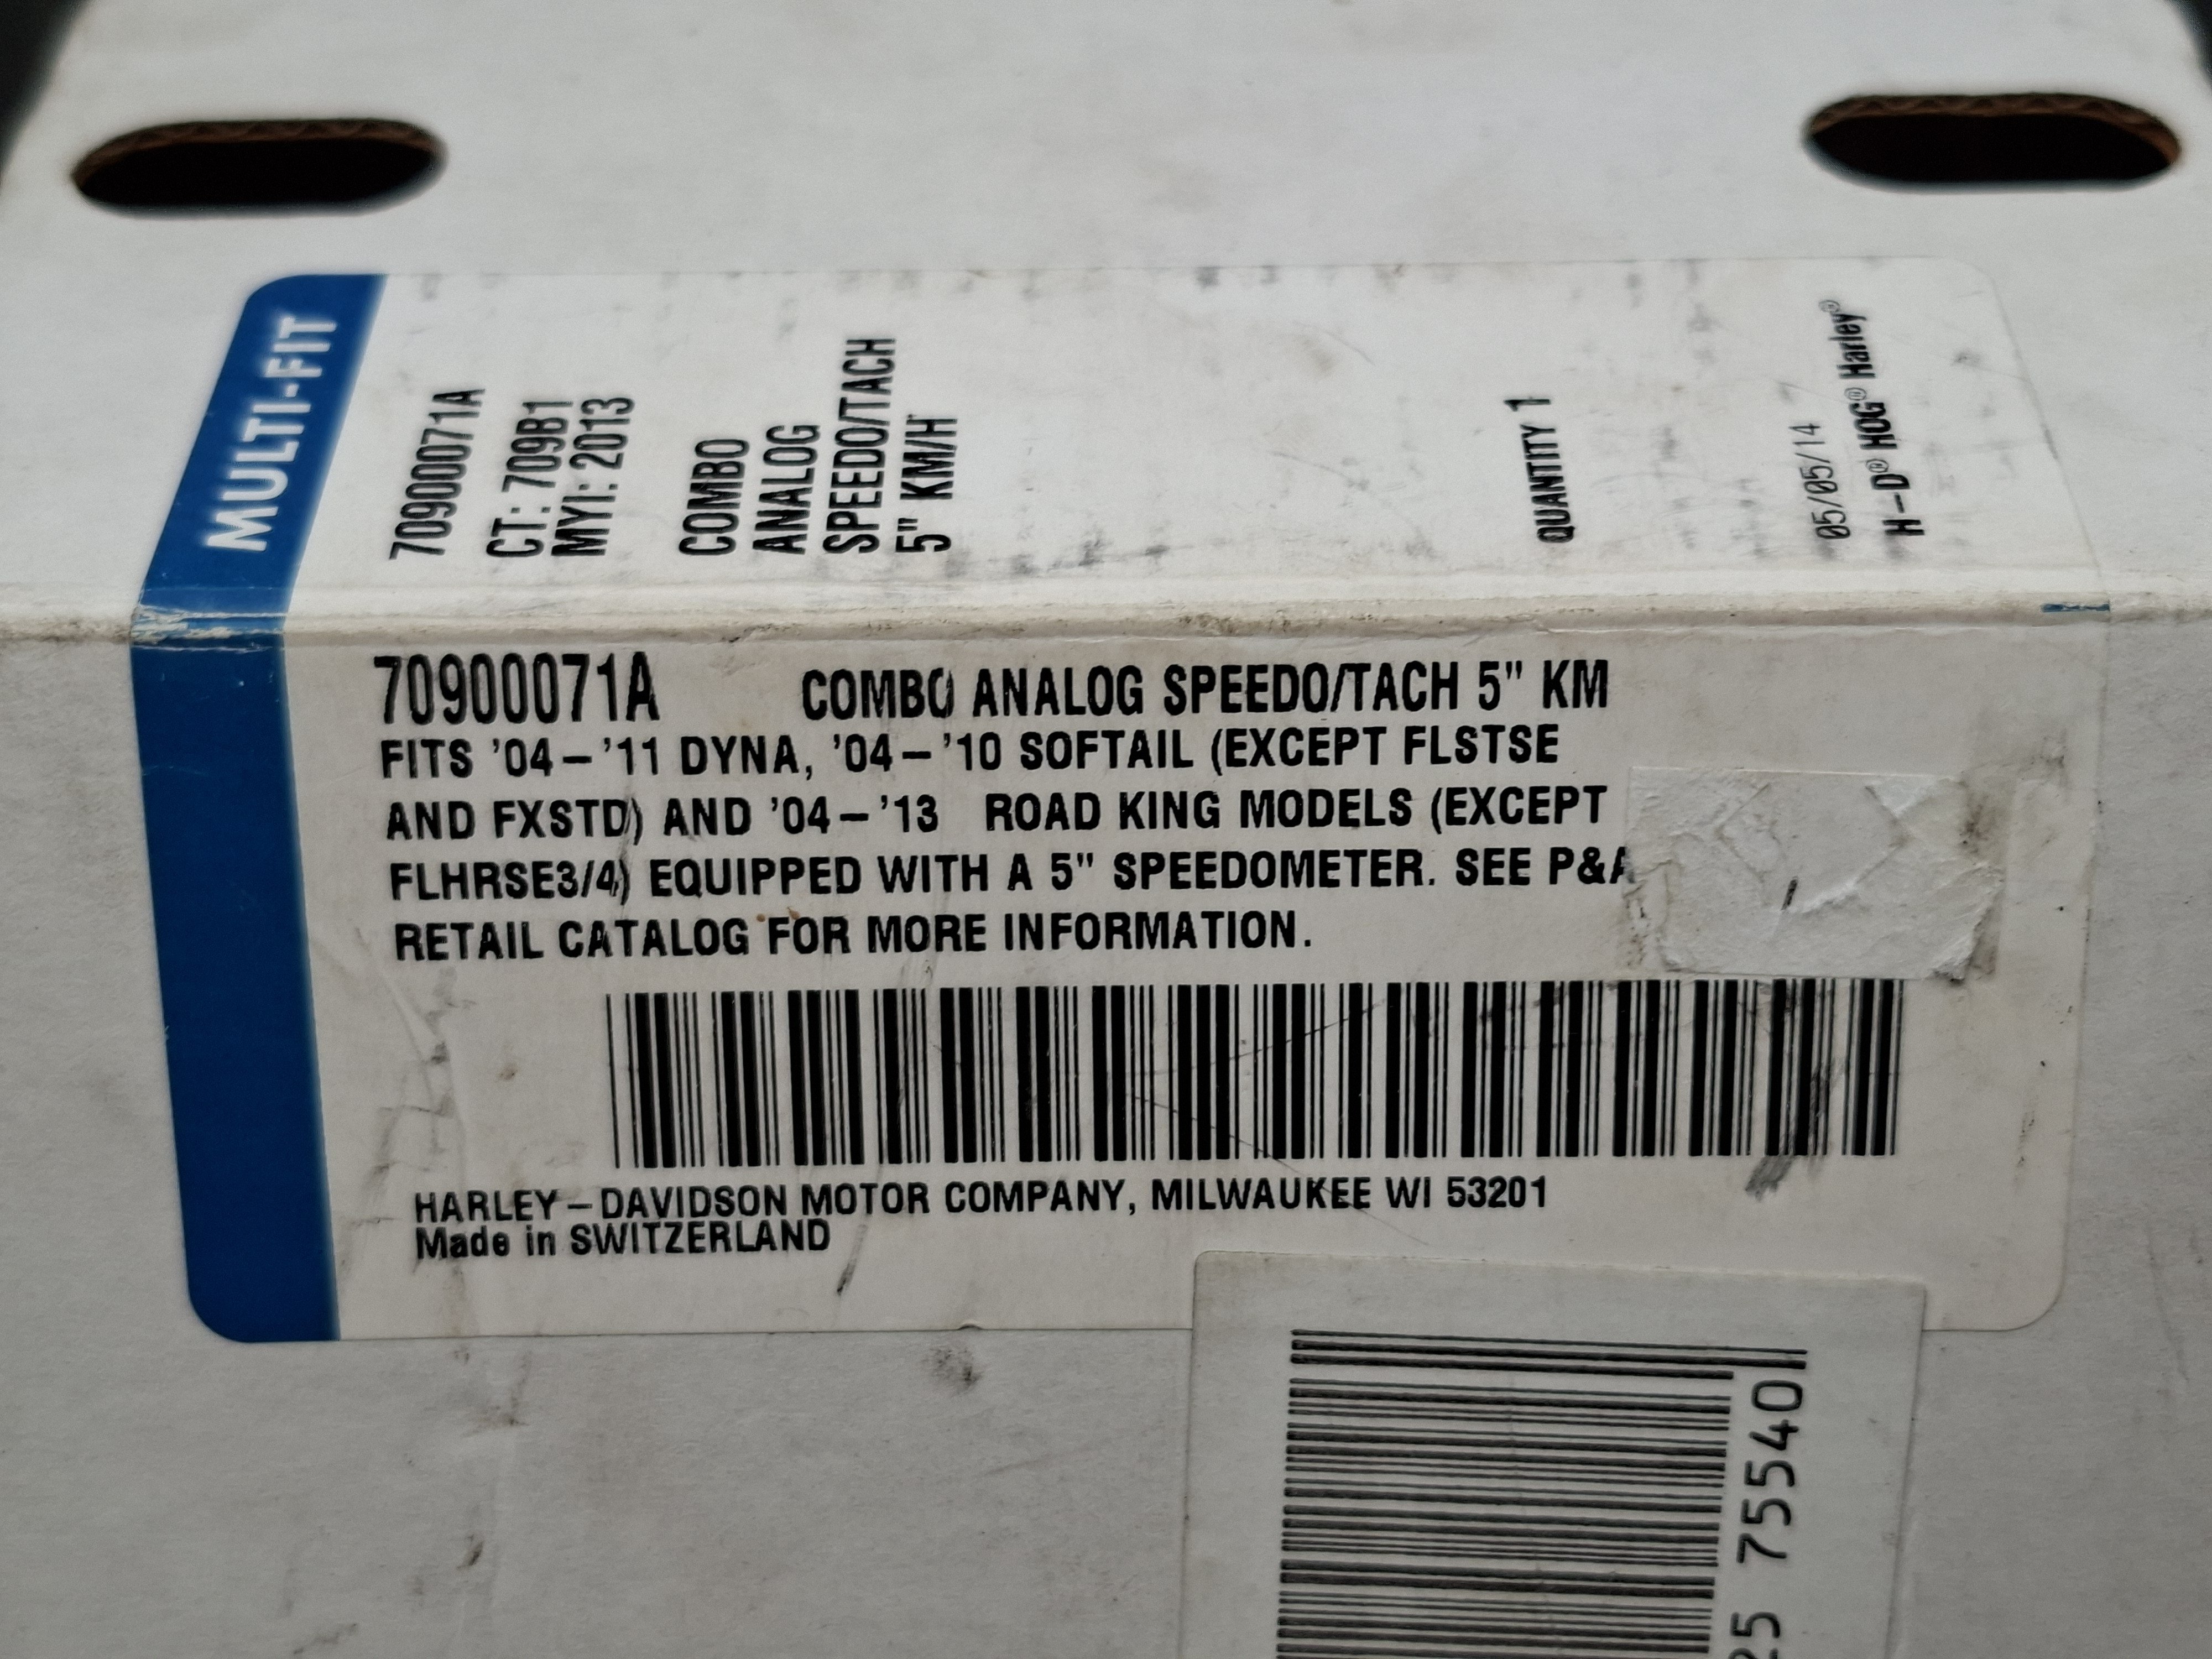 MULTI-FIT
70900071A
CT: 709B1
MYI: 2013
COMBO
ANALOG
SPEEDO/TACH
5" KM/H
QUANTITY 1
05/05/14
H-D® HOG® Harley®
70900071A COMBO ANALOG SPEEDO/TACH 5" KM
FITS '04-'11 DYNA, '04-'10 SOFTAIL (EXCEPT FLSTSE
AND FXSTD) AND '04-'13 ROAD KING MODELS (EXCEPT
FLHRSE3/4) EQUIPPED WITH A 5" SPEEDOMETER. SEE P&A
RETAIL CATALOG FOR MORE INFORMATION.
HARLEY-DAVIDSON MOTOR COMPANY, MILWAUKEE WI 53201
Made in SWITZERLAND
75540